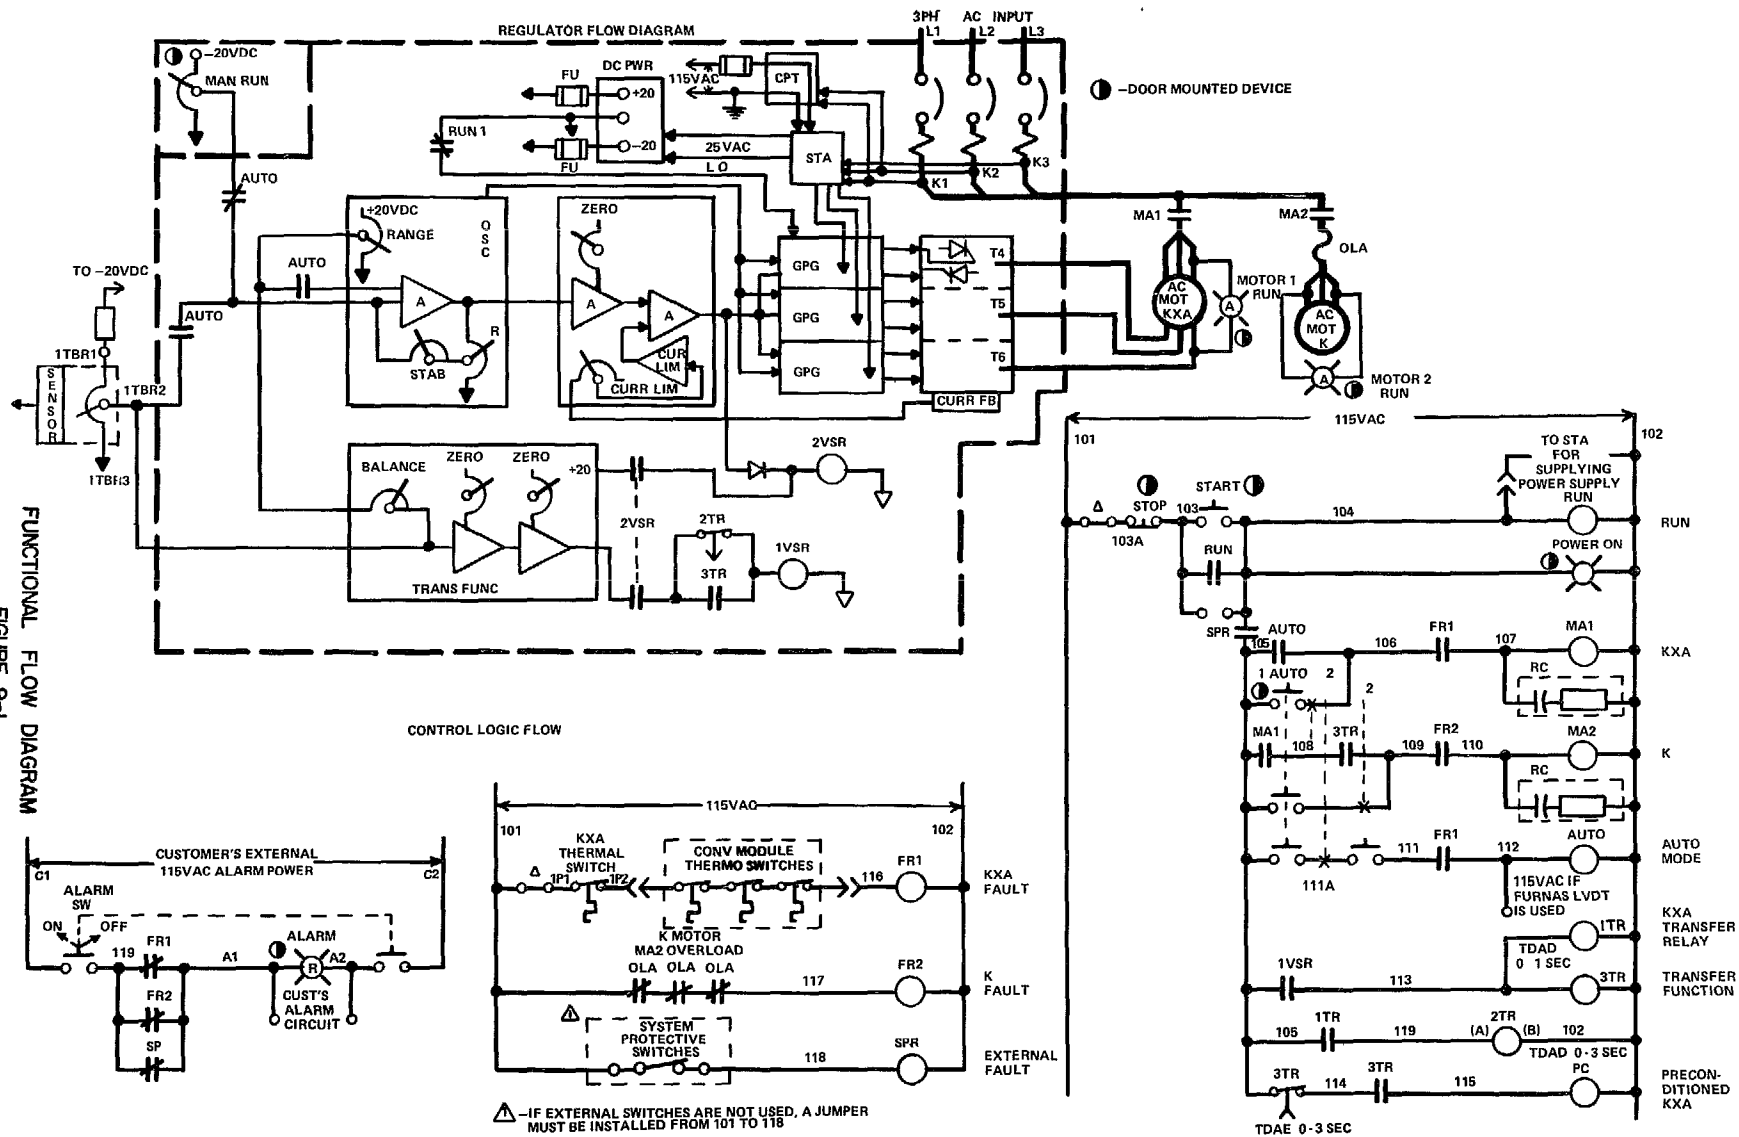 REGULATOR FLOW DIAGRAM
3PH AC INPUT
L1 L2 L3
-20VDC
MAN RUN
FU
DC PWR
+20
-20
FU
RUN 1
115VAC
CPT
STA
25 VAC
L O
K1
K2
K3
-DOOR MOUNTED DEVICE
AUTO
+20VDC
RANGE
OSC
AUTO
A
STAB
R
ZERO
A
A
CUR
LIM
CURR LIM
GPG
GPG
GPG
T4
T5
T6
CURR FB
MA1
MA2
OLA
AC
MOT
KXA
A
MOTOR 1
RUN
AC
MOT
K
A
MOTOR 2
RUN
TO -20VDC
AUTO
1TBR1
1TBR2
SENSOR
1TBR3
BALANCE
ZERO
ZERO
+20
TRANS FUNC
2VSR
2VSR
2TR
3TR
1VSR
FUNCTIONAL FLOW DIAGRAM
115VAC
101
102
TO STA
FOR
SUPPLYING
POWER SUPPLY
RUN
STOP
103A
103
START
104
RUN
RUN
POWER ON
SPR
105
AUTO
106
FR1
107
MA1
KXA
1 AUTO
2
2
RC
MA1
108
3TR
109
FR2
110
MA2
K
RC
111A
111
FR1
112
AUTO
AUTO
MODE
115VAC IF
FURNAS LVDT
IS USED
1TR
KXA
TRANSFER
RELAY
TDAD
0 1 SEC
1VSR
113
3TR
TRANSFER
FUNCTION
105
1TR
119
(A)
2TR
(B)
102
TDAD 0-3 SEC
3TR
114
3TR
115
PC
PRECON-
DITIONED
KXA
TDAE 0-3 SEC
CONTROL LOGIC FLOW
115VAC
101
102
KXA
THERMAL
SWITCH
1P1
1P2
CONV MODULE
THERMO SWITCHES
116
FR1
KXA
FAULT
K MOTOR
MA2 OVERLOAD
OLA OLA OLA
117
FR2
K
FAULT
SYSTEM
PROTECTIVE
SWITCHES
118
SPR
EXTERNAL
FAULT
-IF EXTERNAL SWITCHES ARE NOT USED, A JUMPER
MUST BE INSTALLED FROM 101 TO 118
CUSTOMER'S EXTERNAL
115VAC ALARM POWER
C1
C2
ALARM
SW
ON
OFF
119
FR1
A1
ALARM
R
A2
FR2
SP
CUST'S
ALARM
CIRCUIT